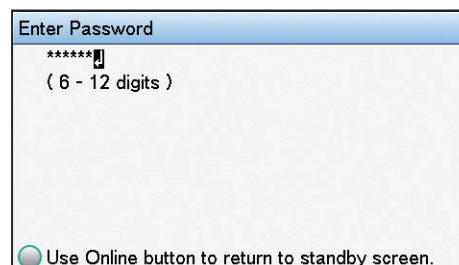 Enter Password
******↲
( 6 - 12 digits )
Use Online button to return to standby screen.